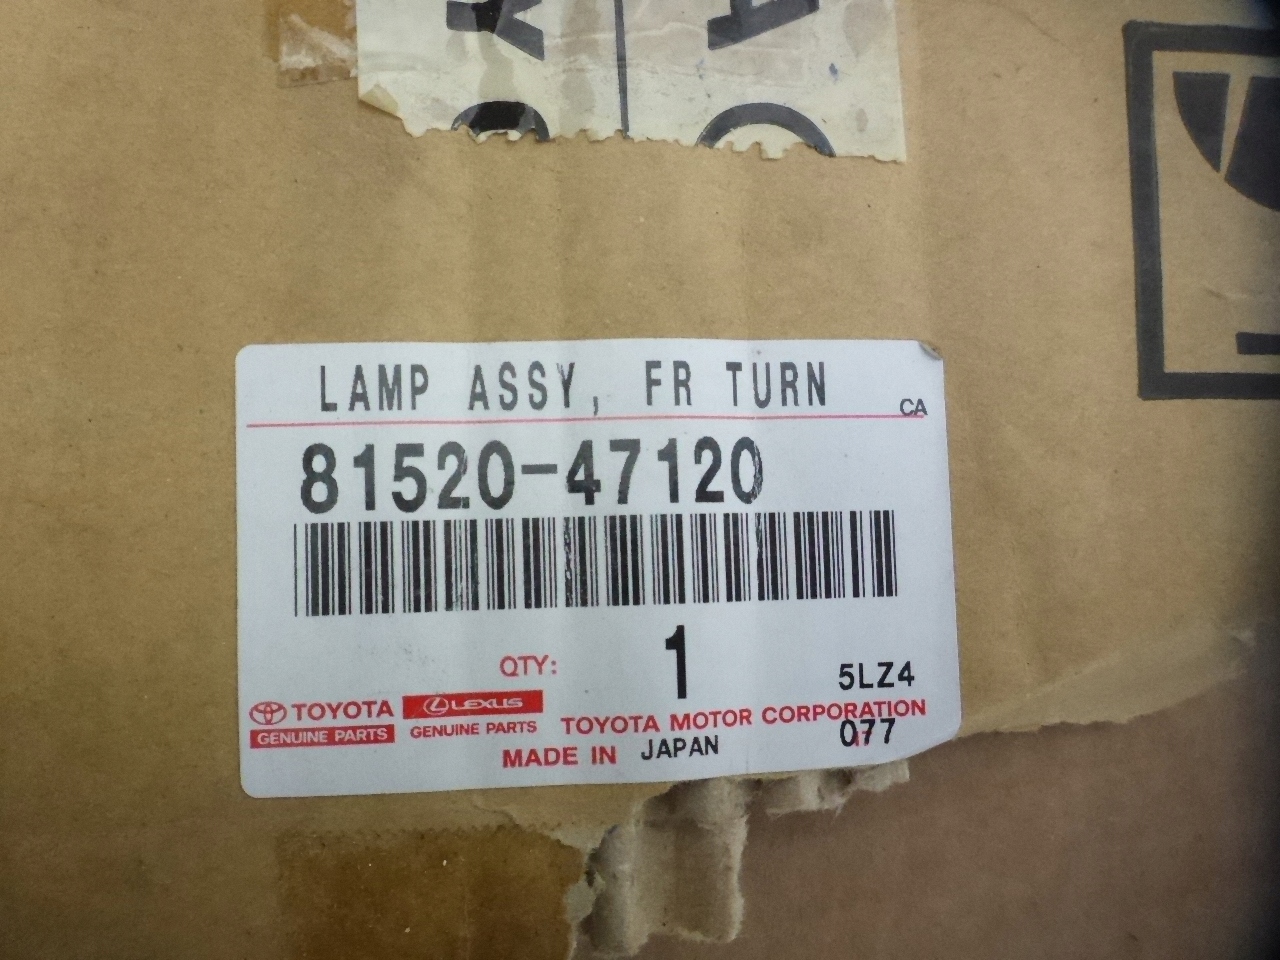 LAMP ASSY, FR TURN
CA
81520-47120
QTY: 1
5LZ4
TOYOTA
GENUINE PARTS
LEXUS
GENUINE PARTS
TOYOTA MOTOR CORPORATION
MADE IN JAPAN
077